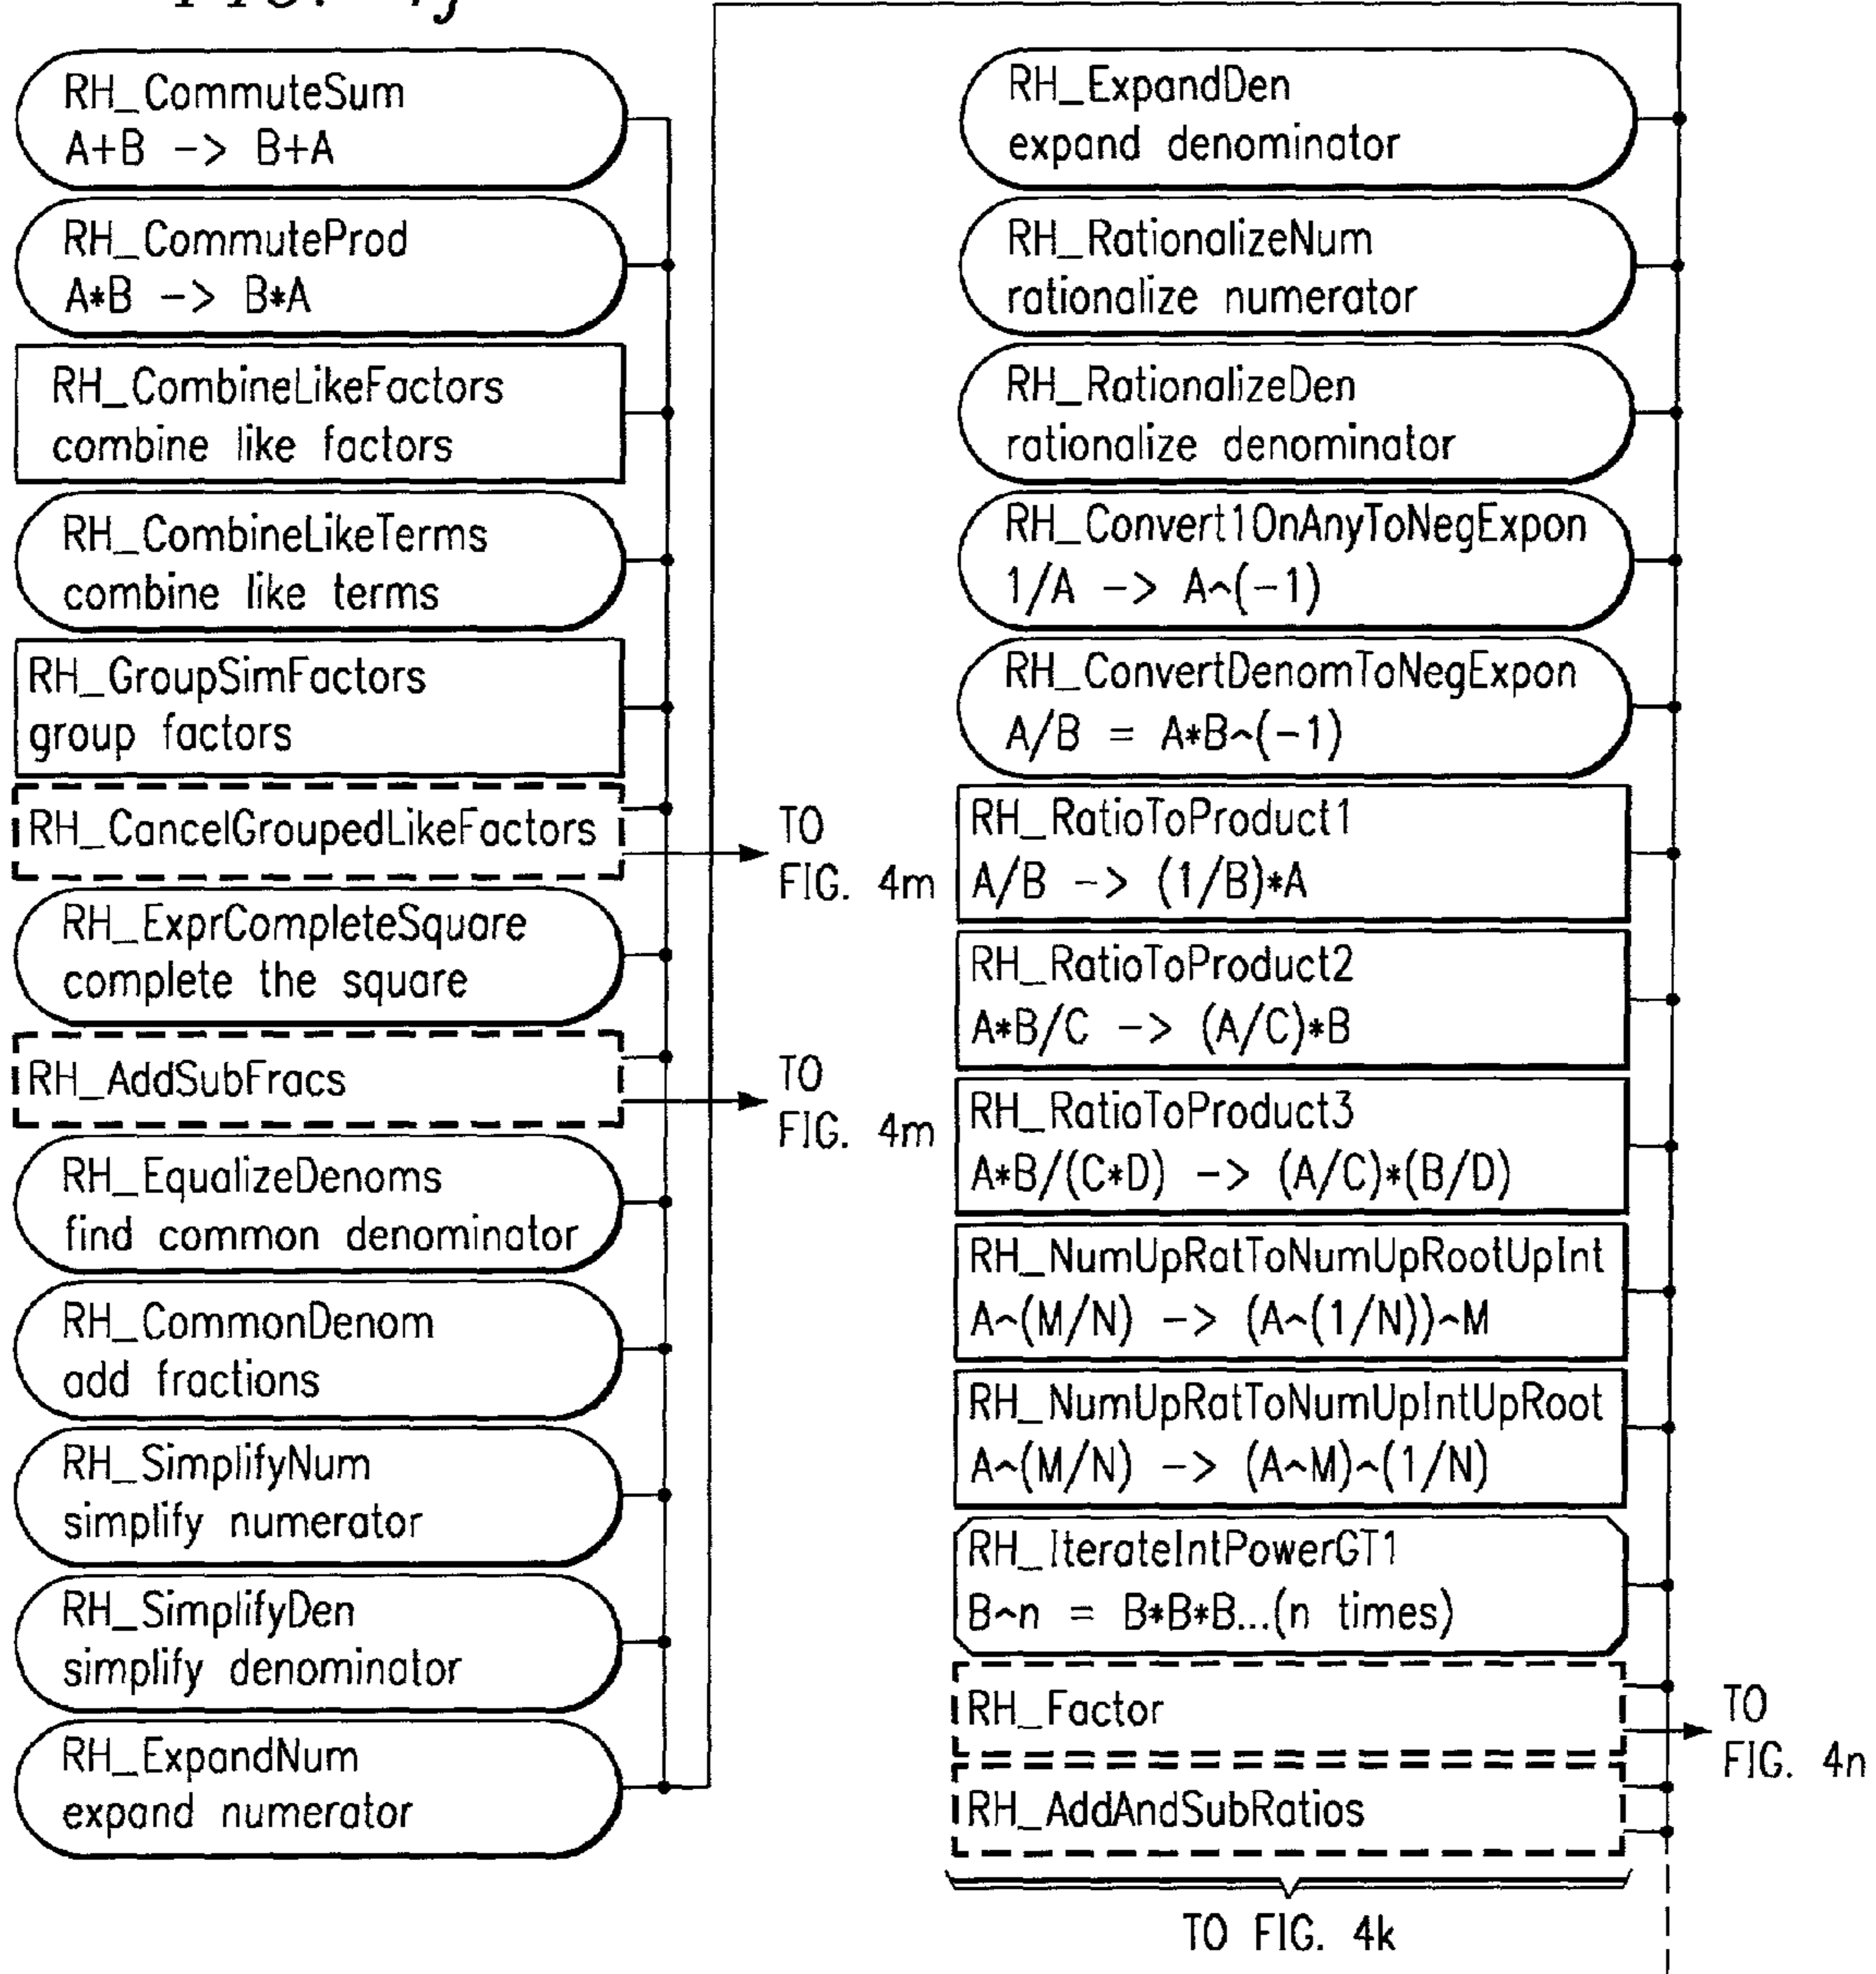 FIG. 4j
RH_CommuteSum
A+B -> B+A
RH_CommuteProd
A*B -> B*A
RH_CombineLikeFactors
combine like factors
RH_CombineLikeTerms
combine like terms
RH_GroupSimFactors
group factors
RH_CancelGroupedLikeFactors
TO
FIG. 4m
RH_ExprCompleteSquare
complete the square
RH_AddSubFracs
TO
FIG. 4m
RH_EqualizeDenoms
find common denominator
RH_CommonDenom
add fractions
RH_SimplifyNum
simplify numerator
RH_SimplifyDen
simplify denominator
RH_ExpandNum
expand numerator
RH_ExpandDen
expand denominator
RH_RationalizeNum
rationalize numerator
RH_RationalizeDen
rationalize denominator
RH_Convert1OnAnyToNegExpon
1/A -> A^(-1)
RH_ConvertDenomToNegExpon
A/B = A*B^(-1)
RH_RatioToProduct1
A/B -> (1/B)*A
RH_RatioToProduct2
A*B/C -> (A/C)*B
RH_RatioToProduct3
A*B/(C*D) -> (A/C)*(B/D)
RH_NumUpRatToNumUpRootUpInt
A^(M/N) -> (A^(1/N))^M
RH_NumUpRatToNumUpIntUpRoot
A^(M/N) -> (A^M)^(1/N)
RH_IterateIntPowerGT1
B^n = B*B*B...(n times)
RH_Factor
TO
FIG. 4n
RH_AddAndSubRatios
TO FIG. 4k